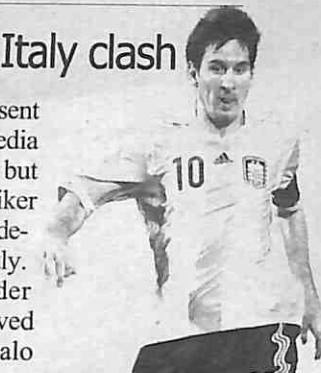 Italy clash
sent
edia
but
iker
de-
ly.
der
ved
alo
10